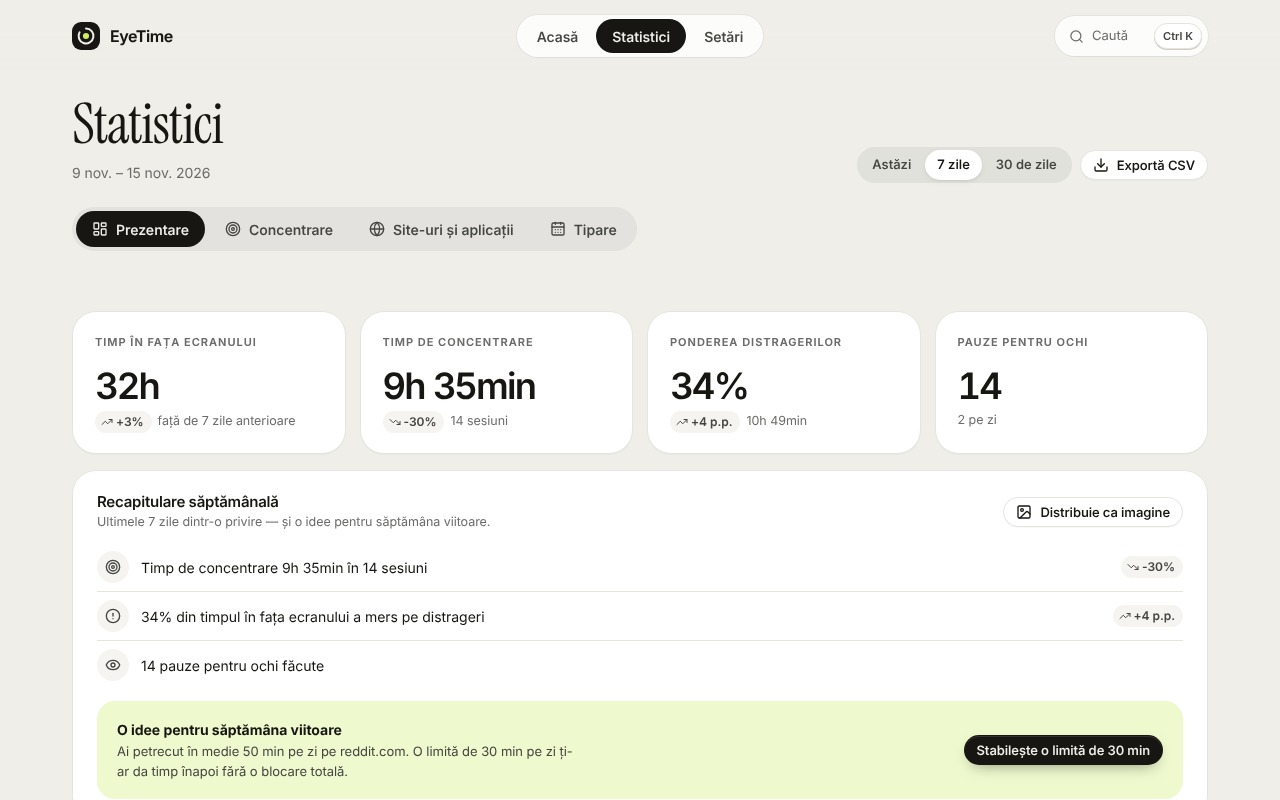 EyeTime
Acasă
Statistici
Setări
Caută
Ctrl K
Statistici
9 nov. – 15 nov. 2026
Astăzi
7 zile
30 de zile
Exportă CSV
Prezentare
Concentrare
Site-uri și aplicații
Tipare
TIMP ÎN FAȚA ECRANULUI
32h
+3% față de 7 zile anterioare
TIMP DE CONCENTRARE
9h 35min
-30% 14 sesiuni
PONDEREA DISTRAGERILOR
34%
+4 p.p. 10h 49min
PAUZE PENTRU OCHI
14
2 pe zi
Recapitulare săptămânală
Ultimele 7 zile dintr-o privire — și o idee pentru săptămâna viitoare.
Distribuie ca imagine
Timp de concentrare 9h 35min în 14 sesiuni
-30%
34% din timpul în fața ecranului a mers pe distrageri
+4 p.p.
14 pauze pentru ochi făcute
O idee pentru săptămâna viitoare
Ai petrecut în medie 50 min pe zi pe reddit.com. O limită de 30 min pe zi ți-
ar da timp înapoi fără o blocare totală.
Stabilește o limită de 30 min